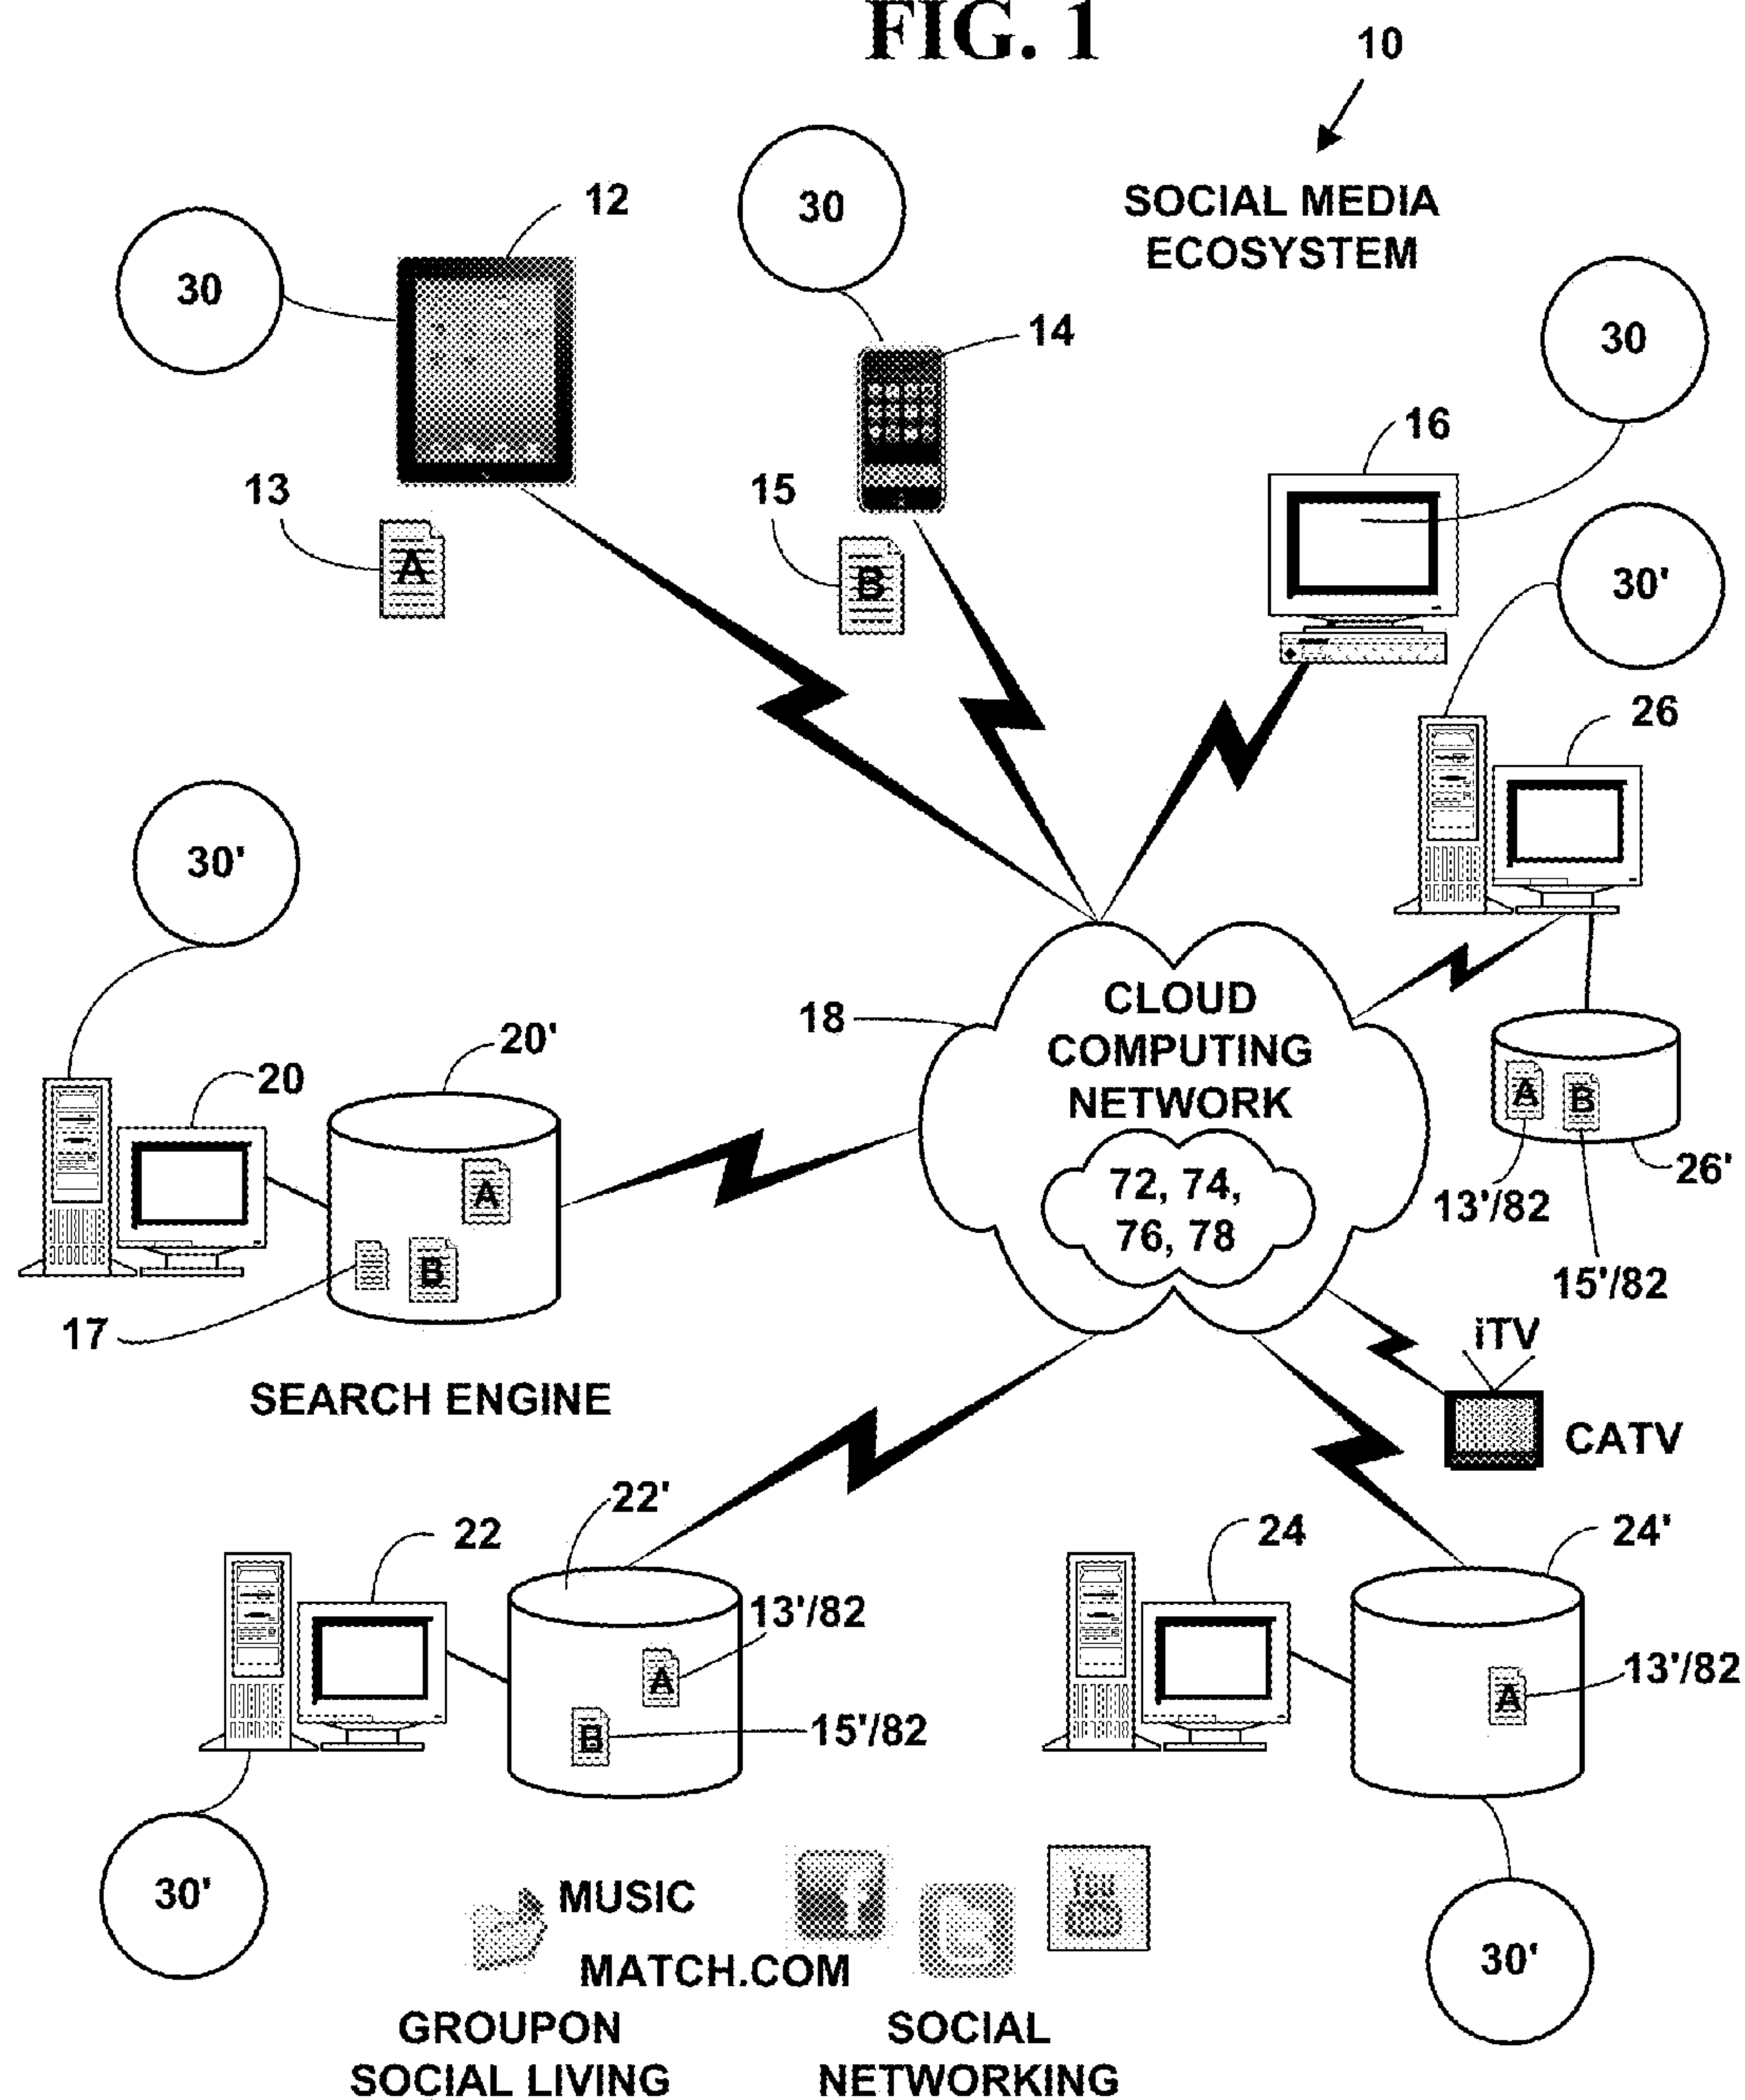 FIG. 1
10
SOCIAL MEDIA
ECOSYSTEM
30
12
30
14
30
16
13
A
15
B
30'
26
30'
18
CLOUD
COMPUTING
NETWORK
72, 74,
76, 78
20'
20
A
B
17
SEARCH ENGINE
A
B
26'
13'/82
15'/82
iTV
CATV
22'
22
13'/82
A
B
15'/82
24
24'
13'/82
A
30'
30'
MUSIC
MATCH.COM
f
t
You
GROUPON
SOCIAL LIVING
SOCIAL
NETWORKING